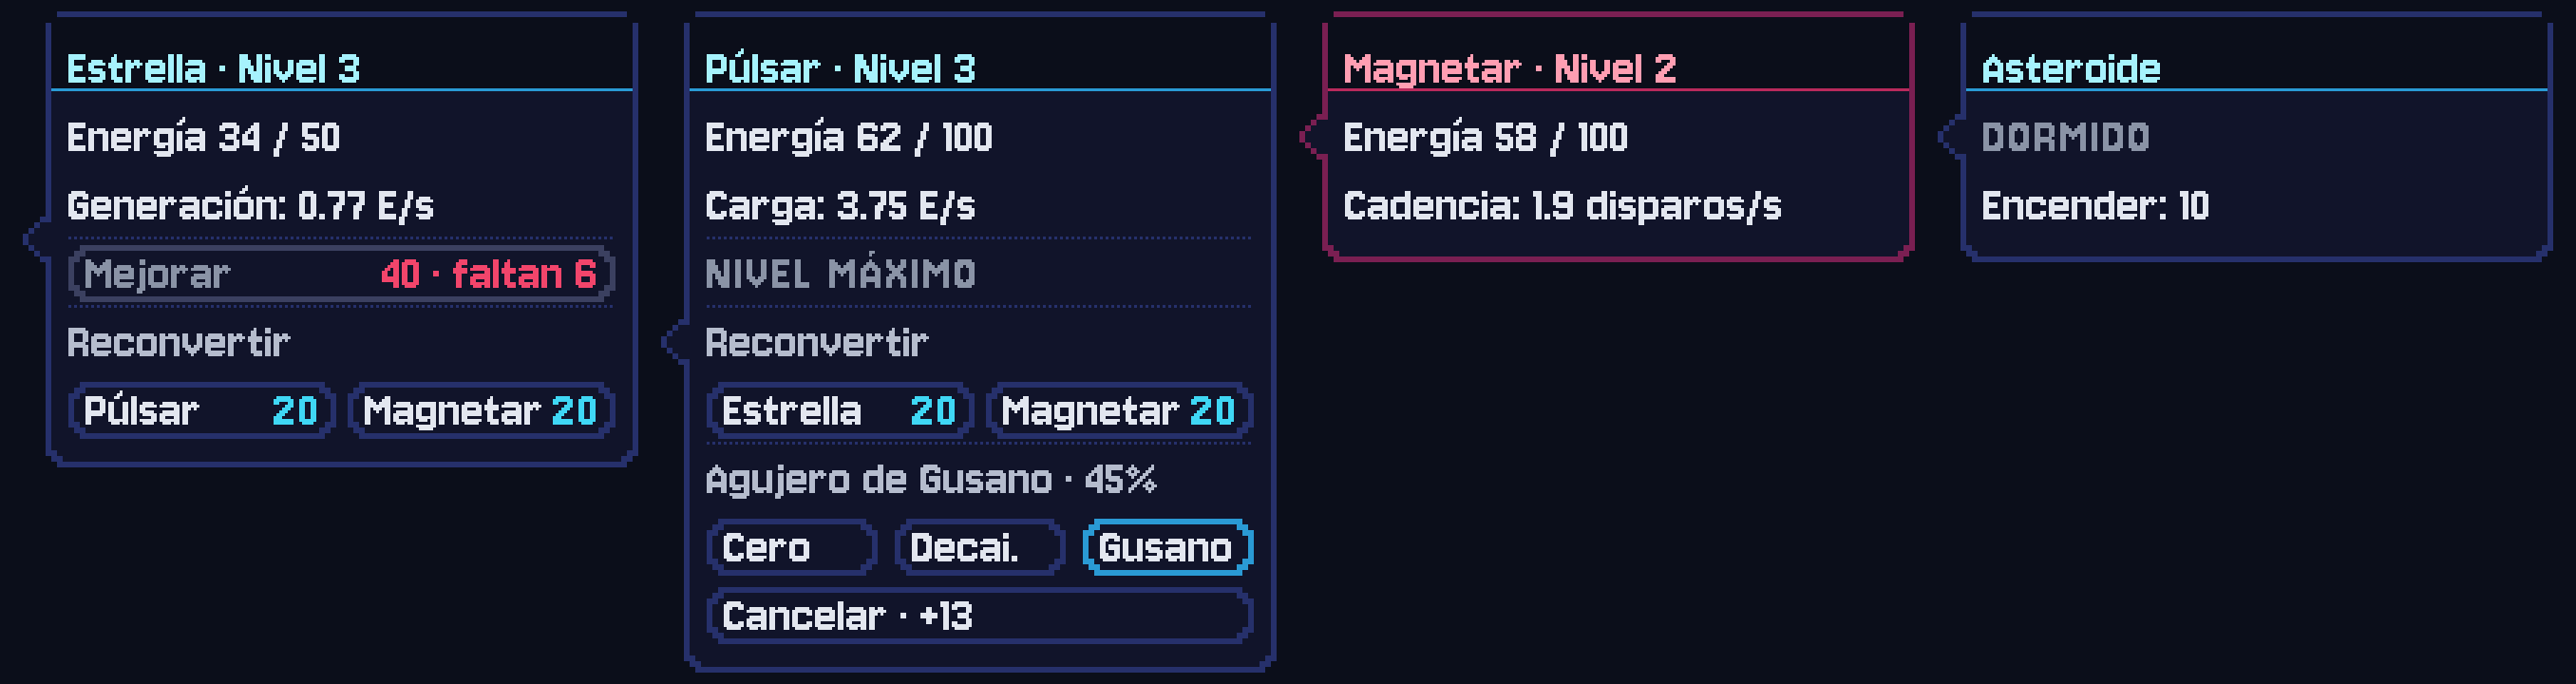 Estrella · Nivel 3
Energía 34 / 50
Generación: 0.77 E/s
Mejorar 40 · faltan 6
Reconvertir
Púlsar 20 Magnetar 20
Púlsar · Nivel 3
Energía 62 / 100
Carga: 3.75 E/s
NIVEL MÁXIMO
Reconvertir
Estrella 20 Magnetar 20
Agujero de Gusano · 45%
Cero Decai. Gusano
Cancelar · +13
Magnetar · Nivel 2
Energía 58 / 100
Cadencia: 1.9 disparos/s
Asteroide
DORMIDO
Encender: 10